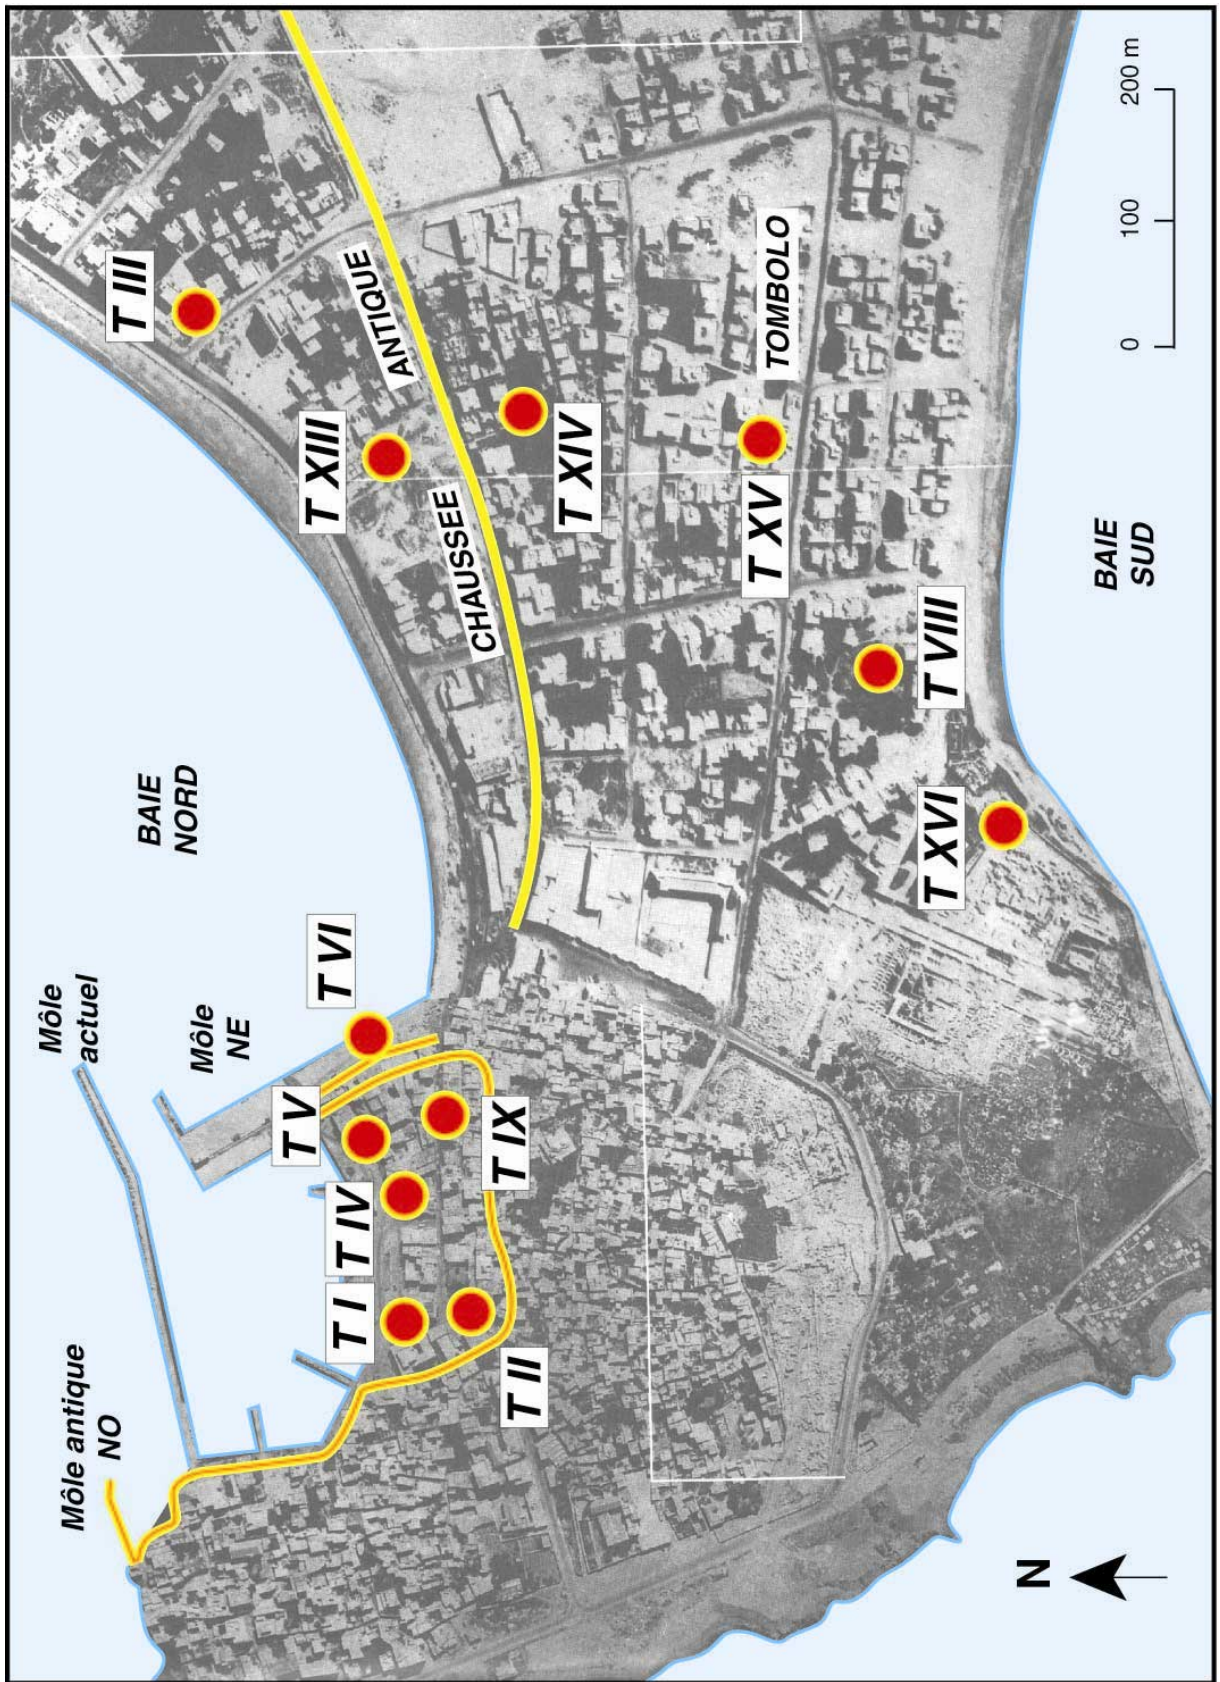 Môle antique
NO
Môle
actuel
Môle
NE
BAIE
NORD
T I
T IV
T V
T VI
T II
T IX
T XIII
T III
CHAUSSEE
ANTIQUE
T XIV
T XV
TOMBOLO
T XVI
T VIII
BAIE
SUD
N
0 100 200 m